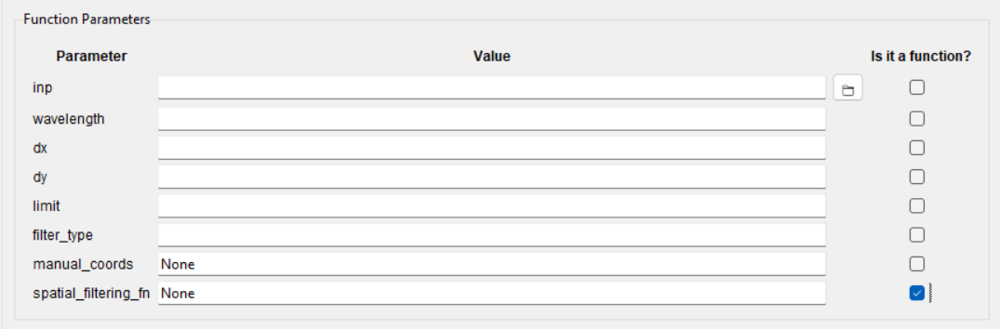 Function Parameters
Parameter Value Is it a function?
inp
wavelength
dx
dy
limit
filter_type
manual_coords None
spatial_filtering_fn None